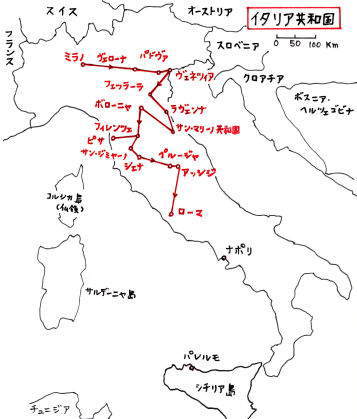 スイス
オーストリア
イタリア共和国
0 50 100 Km
フランス
スロベニア
ミラノ
ヴェローナ
パドヴァ
ヴェネツィア
クロアチア
フェッラーラ
ボスニア・
ヘルツェゴビナ
ボローニャ
ラヴェンナ
フィレンツェ
サン・マリーノ共和国
ピサ
サン・ジミャーノ
ペルージャ
シエナ
アッシジ
コルシカ島
(仏領)
ローマ
ナポリ
サルデーニャ島
パレルモ
シチリア島
チュニジア